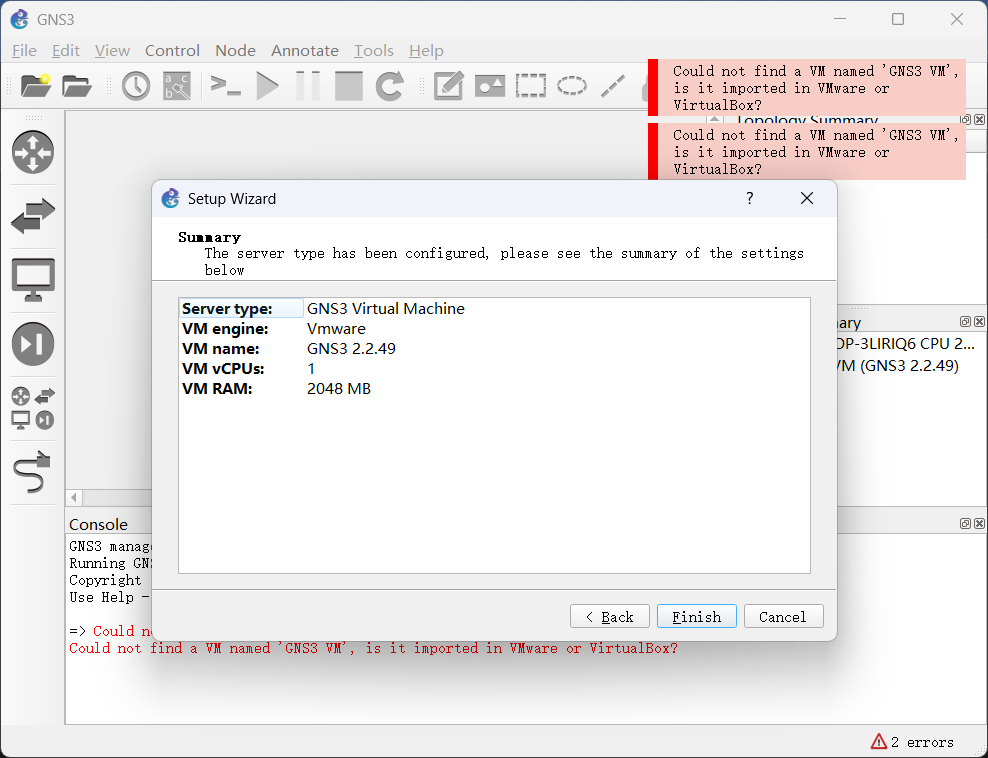 GNS3
File Edit View Control Node Annotate Tools Help
Could not find a VM named 'GNS3 VM',
is it imported in VMware or
VirtualBox?
Topology Summary
Could not find a VM named 'GNS3 VM',
is it imported in VMware or
VirtualBox?
Setup Wizard
Summary
The server type has been configured, please see the summary of the settings
below
Server type: GNS3 Virtual Machine
VM engine: Vmware
VM name: GNS3 2.2.49
VM vCPUs: 1
VM RAM: 2048 MB
ary
OP-3LIRIQ6 CPU 2...
VM (GNS3 2.2.49)
< Back Finish Cancel
Console
GNS3 manag
Running GN
Copyright
Use Help -
=> Could n
Could not find a VM named 'GNS3 VM', is it imported in VMware or VirtualBox?
2 errors